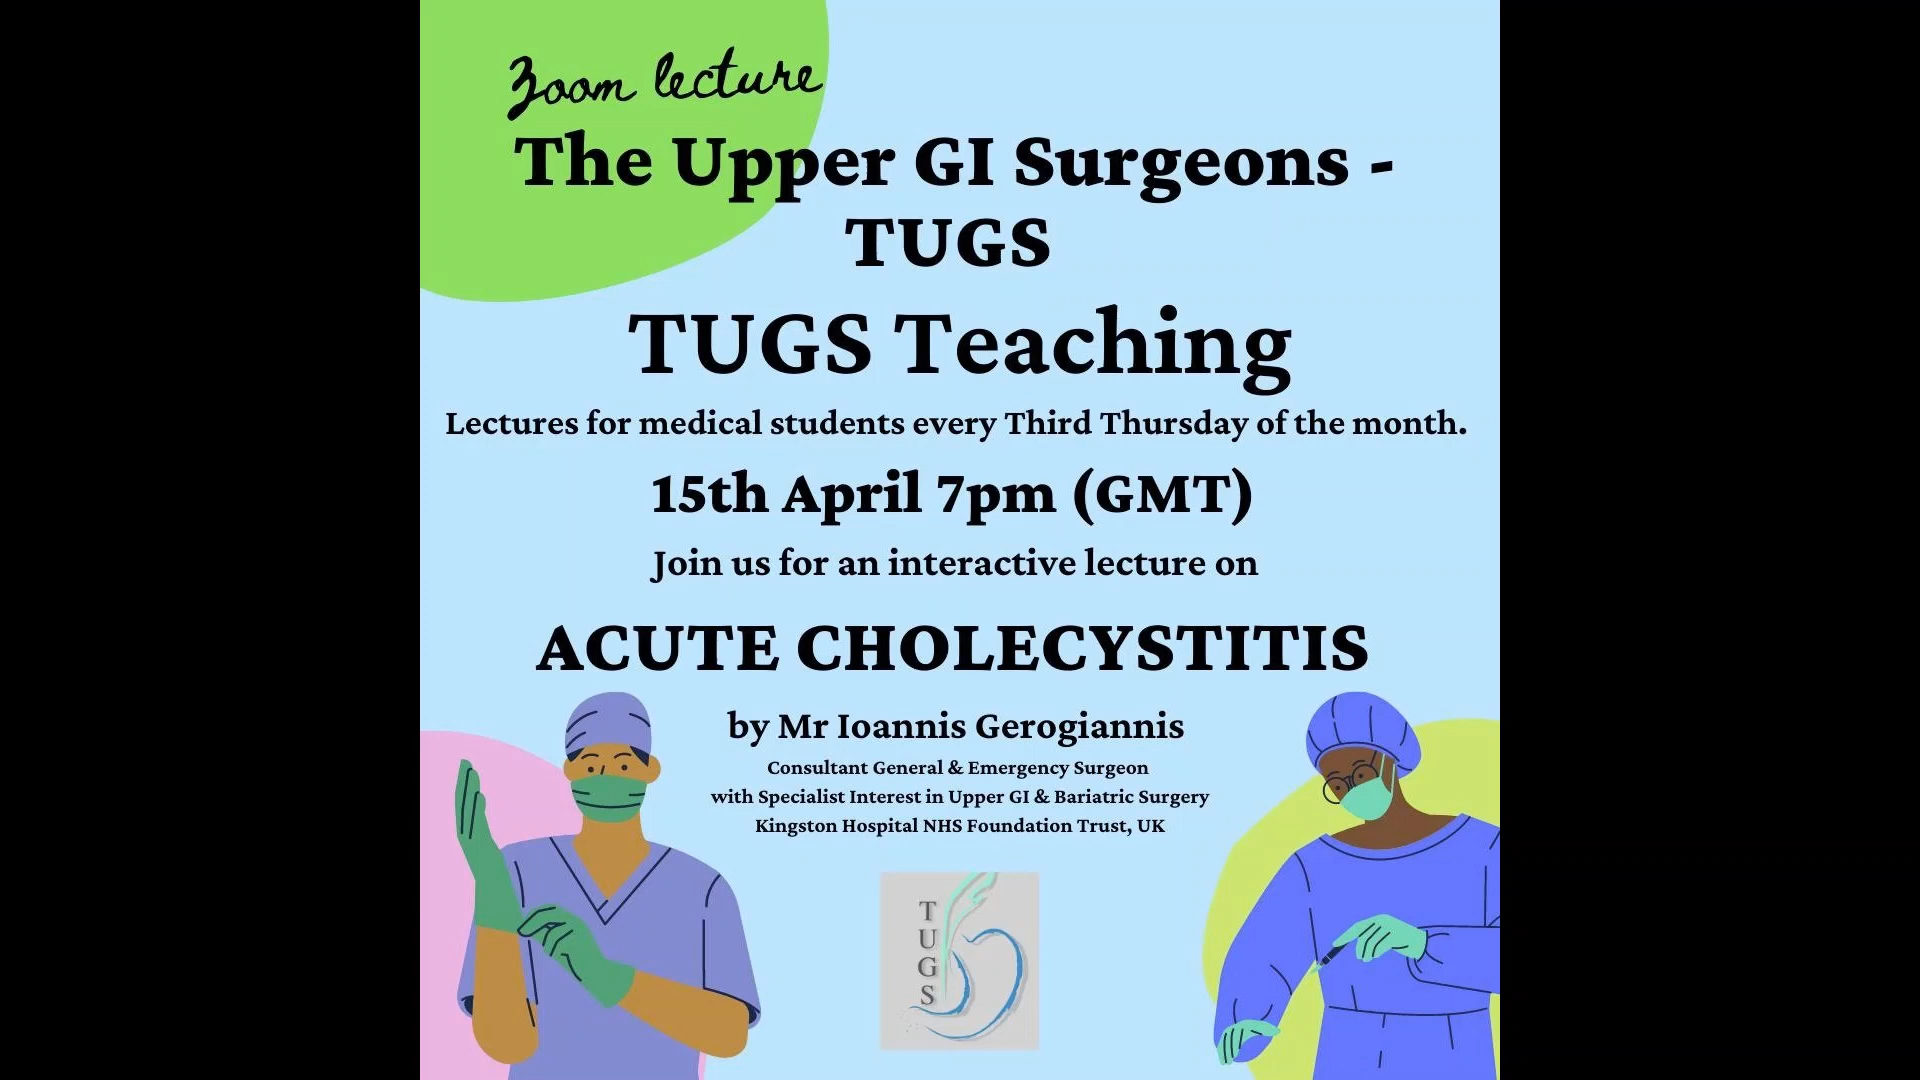 Zoom lecture
The Upper GI Surgeons -
TUGS
TUGS Teaching
Lectures for medical students every Third Thursday of the month.
15th April 7pm (GMT)
Join us for an interactive lecture on
ACUTE CHOLECYSTITIS
by Mr Ioannis Gerogiannis
Consultant General & Emergency Surgeon
with Specialist Interest in Upper GI & Bariatric Surgery
Kingston Hospital NHS Foundation Trust, UK
T
U
G
S